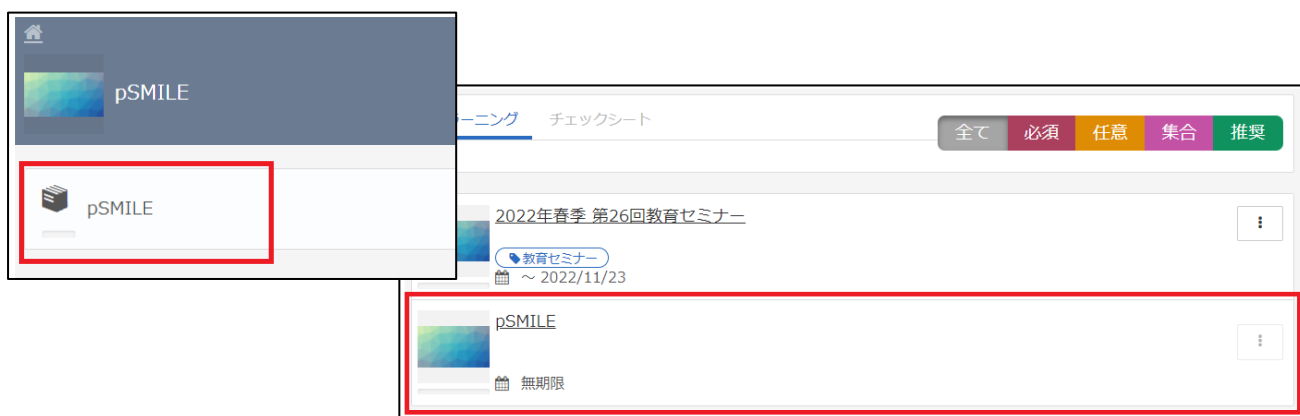 pSMILE
pSMILE
ーニング チェックシート
全て 必須 任意 集合 推奨
2022年春季 第26回教育セミナー
教育セミナー
～ 2022/11/23
pSMILE
無期限